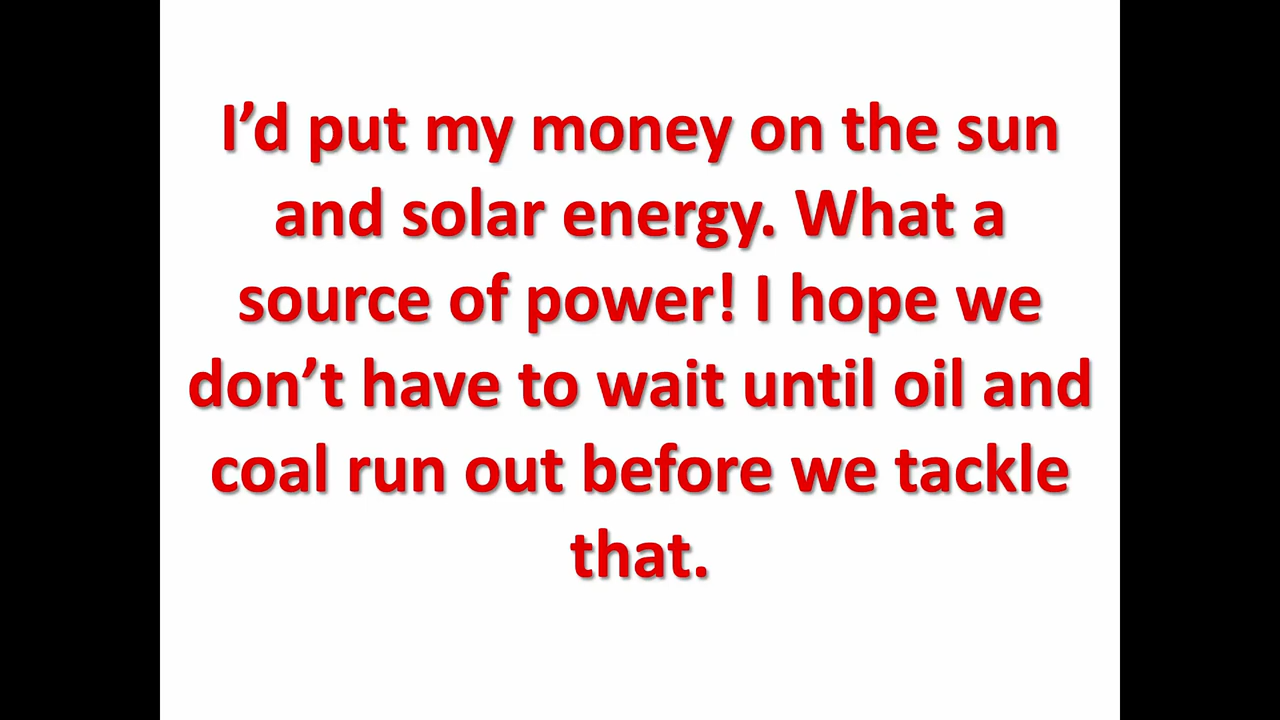 I’d put my money on the sun
and solar energy. What a
source of power! I hope we
don’t have to wait until oil and
coal run out before we tackle
that.